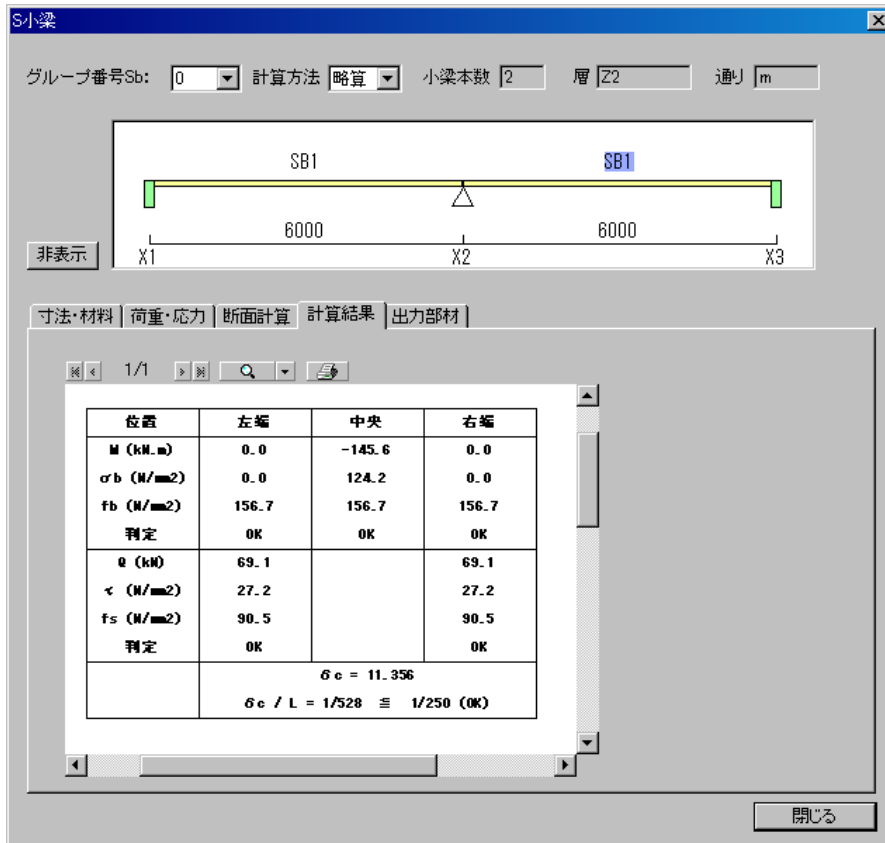 S小梁
グループ番号Sb: 0 計算方法 略算 小梁本数 2 層 Z2 通り m
SB1 SB1
6000 6000
非表示 X1 X2 X3
寸法・材料 荷重・応力 断面計算 計算結果 出力部材
1/1
位置 左端 中央 右端
M (kN.m) 0.0 -145.6 0.0
σb (N/mm2) 0.0 124.2 0.0
fb (N/mm2) 156.7 156.7 156.7
判定 OK OK OK
Q (kN) 69.1 69.1
τ (N/mm2) 27.2 27.2
fs (N/mm2) 90.5 90.5
判定 OK OK
δc = 11.356
δc / L = 1/528 ≦ 1/250 (OK)
閉じる